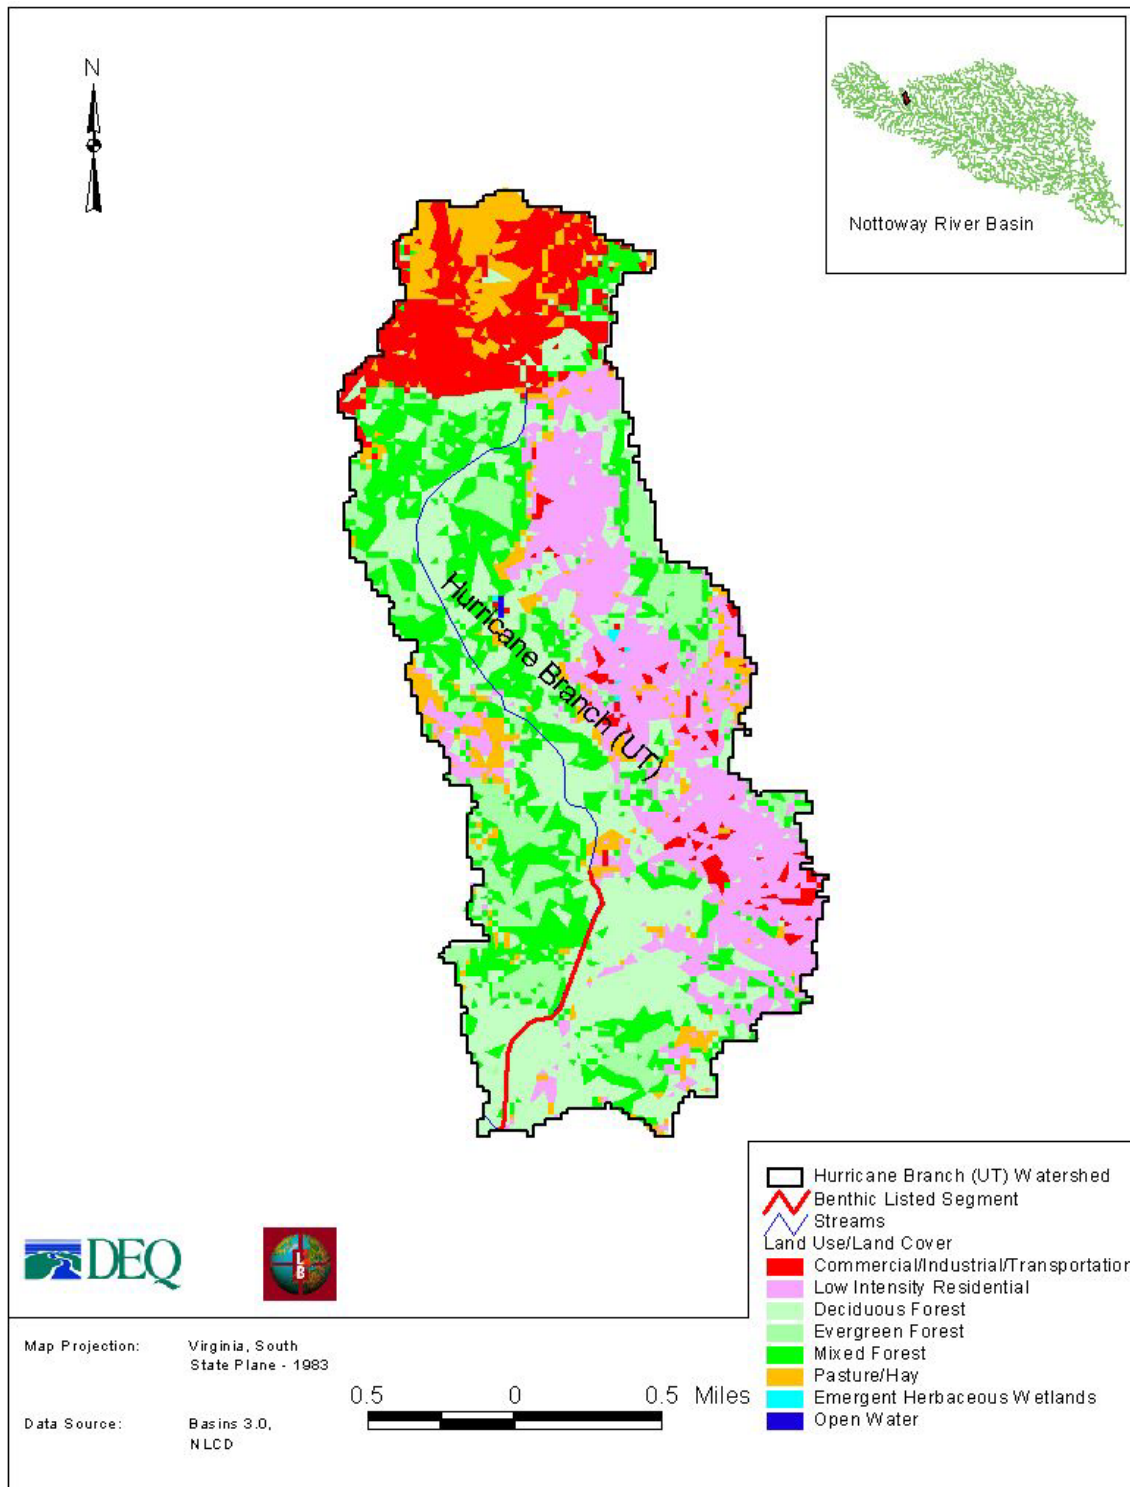 N
Nottoway River Basin
Hurricane Branch (UT)
Hurricane Branch (UT) Watershed
Benthic Listed Segment
Streams
Land Use/Land Cover
Commercial/Industrial/Transportation
Low Intensity Residential
Deciduous Forest
Evergreen Forest
Mixed Forest
Pasture/Hay
Emergent Herbaceous Wetlands
Open Water
DEQ
L
B
Map Projection: Virginia, South
State Plane - 1983
0.5 0 0.5 Miles
Data Source: Basins 3.0,
NLCD